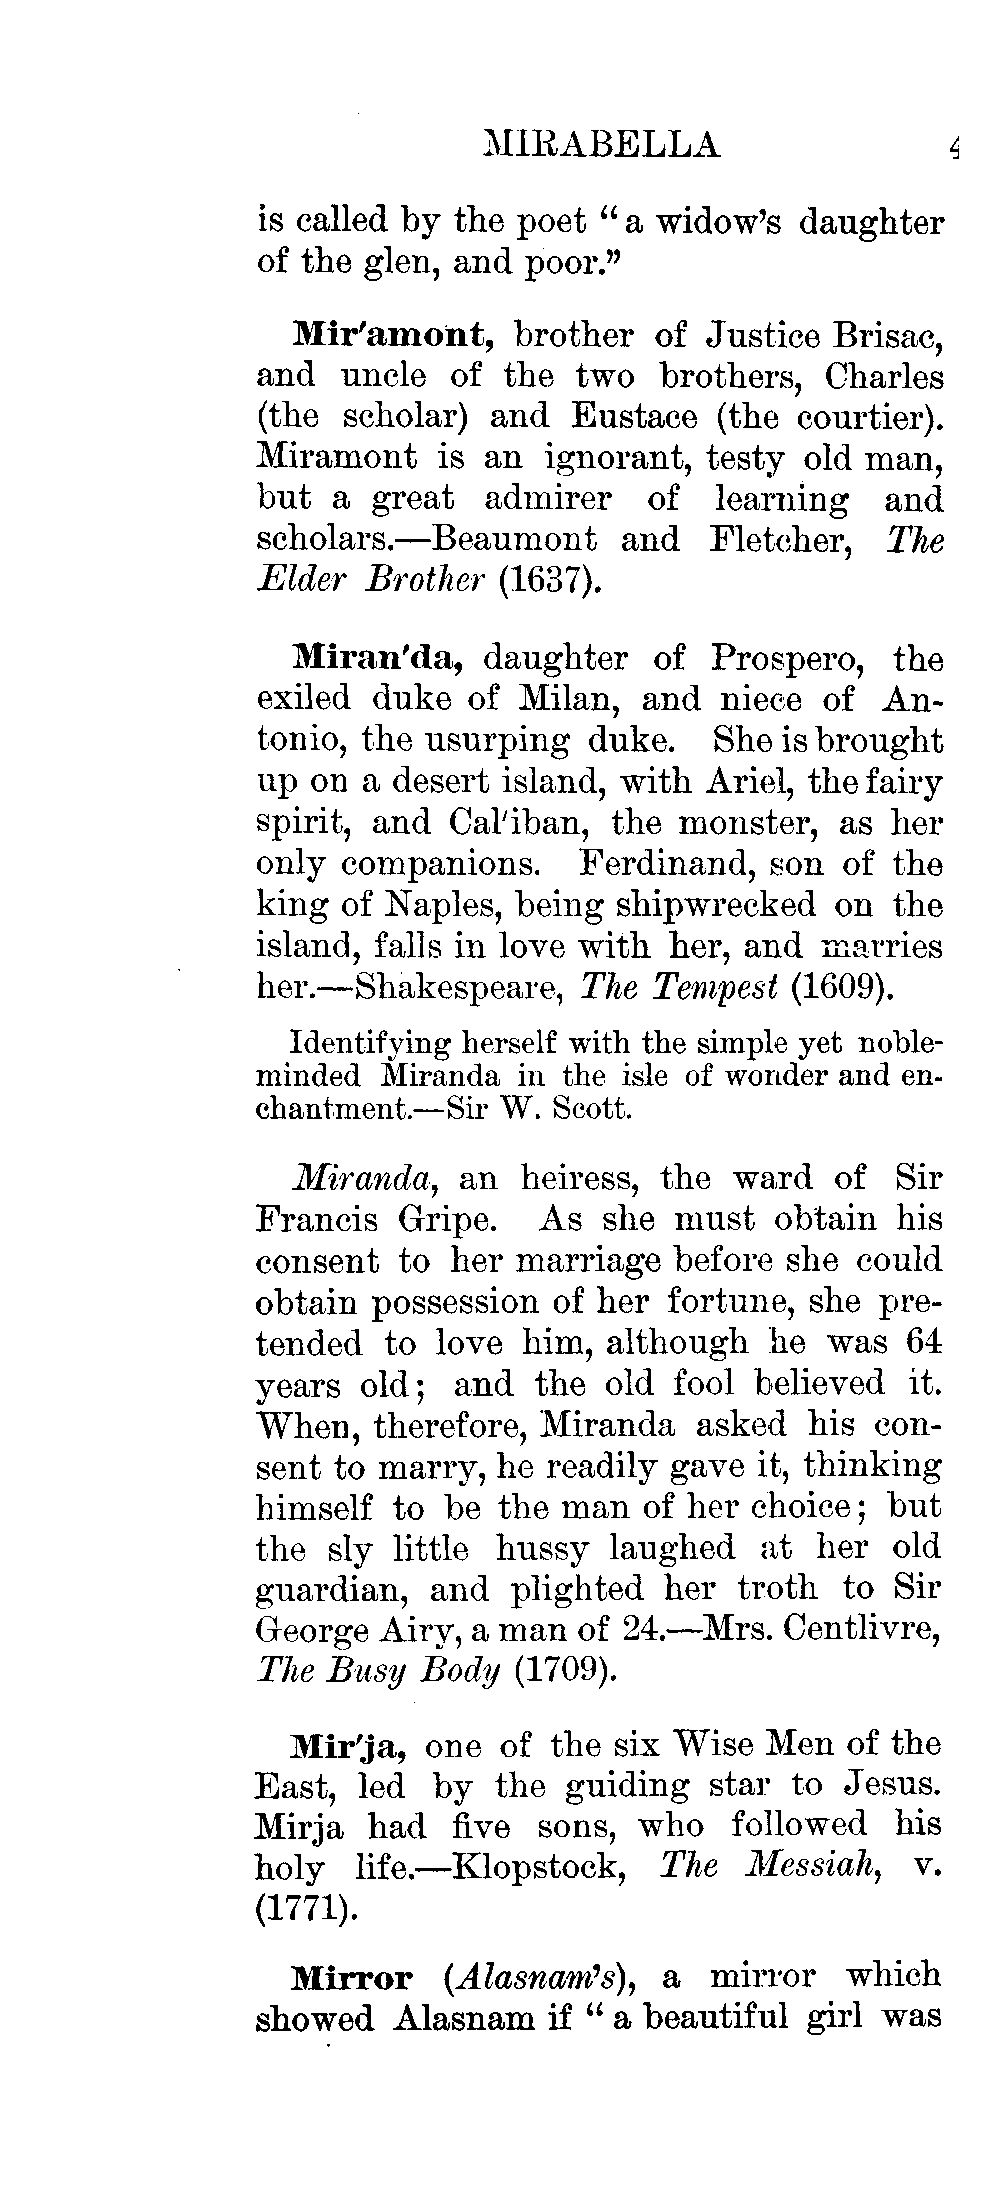 MIRABELLA
is called by the poet “a widow’s daughter
of the glen, and poor.”
Mir′amont, brother of Justice Brisac,
and uncle of the two brothers, Charles
(the scholar) and Eustace (the courtier).
Miramont is an ignorant, testy old man,
but a great admirer of learning and
scholars.—Beaumont and Fletcher, The
Elder Brother (1637).
Miran′da, daughter of Prospero, the
exiled duke of Milan, and niece of An-
tonio, the usurping duke. She is brought
up on a desert island, with Ariel, the fairy
spirit, and Cal′iban, the monster, as her
only companions. Ferdinand, son of the
king of Naples, being shipwrecked on the
island, falls in love with her, and marries
her.—Shakespeare, The Tempest (1609).
Identifying herself with the simple yet noble-
minded Miranda in the isle of wonder and en-
chantment.—Sir W. Scott.
Miranda, an heiress, the ward of Sir
Francis Gripe. As she must obtain his
consent to her marriage before she could
obtain possession of her fortune, she pre-
tended to love him, although he was 64
years old; and the old fool believed it.
When, therefore, Miranda asked his con-
sent to marry, he readily gave it, thinking
himself to be the man of her choice; but
the sly little hussy laughed at her old
guardian, and plighted her troth to Sir
George Airy, a man of 24.—Mrs. Centlivre,
The Busy Body (1709).
Mir′ja, one of the six Wise Men of the
East, led by the guiding star to Jesus.
Mirja had five sons, who followed his
holy life.—Klopstock, The Messiah, v.
(1771).
Mirror (Alasnam’s), a mirror which
showed Alasnam if “a beautiful girl was